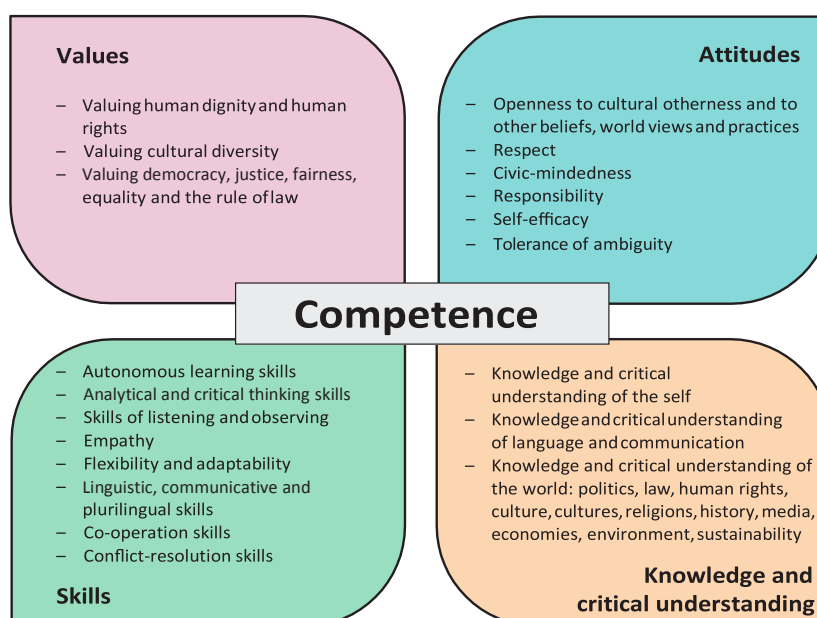 Values
– Valuing human dignity and human
rights
– Valuing cultural diversity
– Valuing democracy, justice, fairness,
equality and the rule of law
Attitudes
– Openness to cultural otherness and to
other beliefs, world views and practices
– Respect
– Civic-mindedness
– Responsibility
– Self-efficacy
– Tolerance of ambiguity
Competence
– Autonomous learning skills
– Analytical and critical thinking skills
– Skills of listening and observing
– Empathy
– Flexibility and adaptability
– Linguistic, communicative and
plurilingual skills
– Co-operation skills
– Conflict-resolution skills
Skills
– Knowledge and critical
understanding of the self
– Knowledge and critical understanding
of language and communication
– Knowledge and critical understanding of
the world: politics, law, human rights,
culture, cultures, religions, history, media,
economies, environment, sustainability
Knowledge and
critical understanding